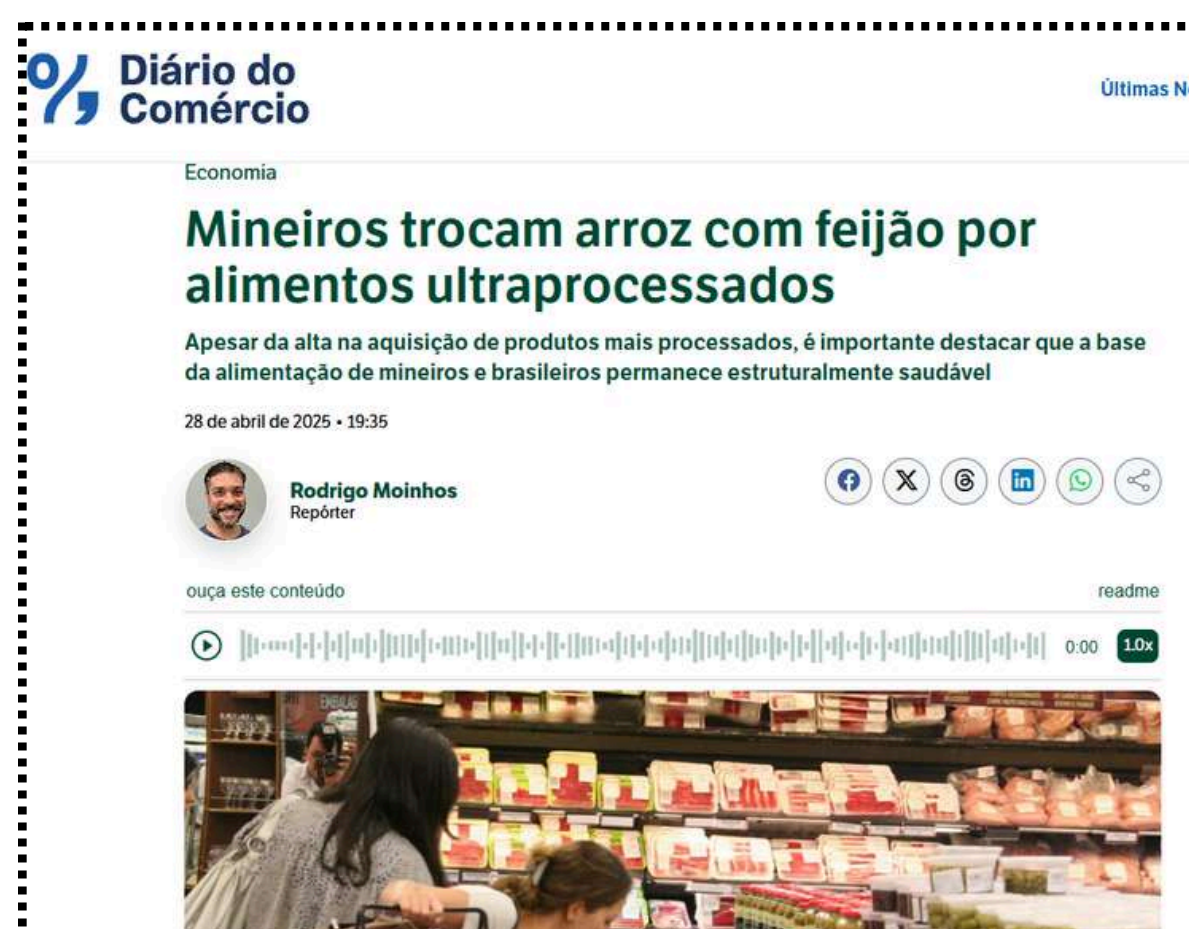 Diário do
Comércio
Últimas N
Economia
Mineiros trocam arroz com feijão por
alimentos ultraprocessados
Apesar da alta na aquisição de produtos mais processados, é importante destacar que a base
da alimentação de mineiros e brasileiros permanece estruturalmente saudável
28 de abril de 2025 • 19:35
Rodrigo Moinhos
Repórter
ouça este conteúdo
readme
0:00
1.0x